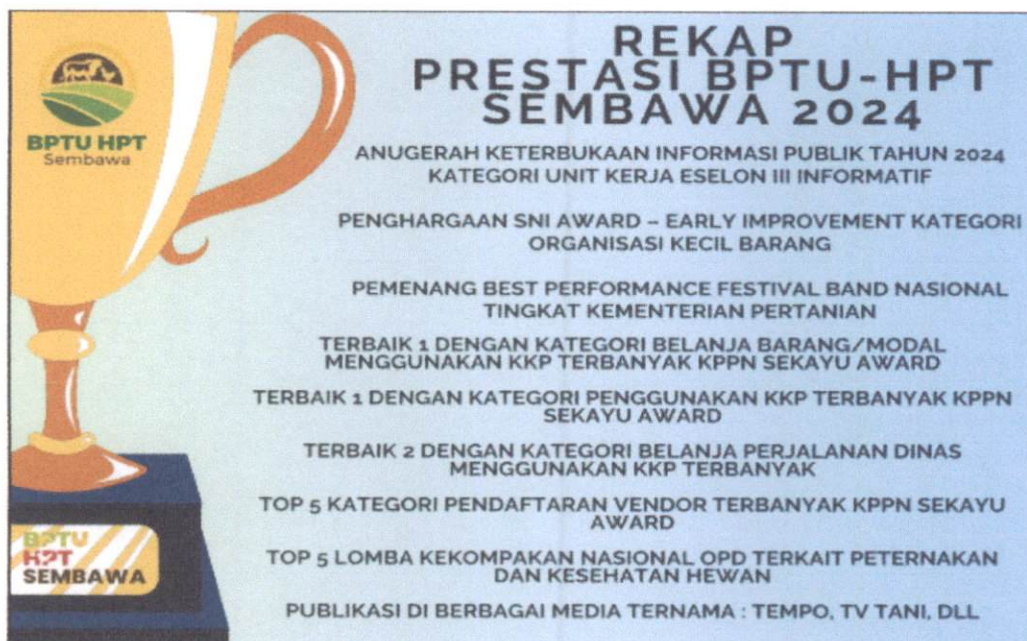 BPTU HPT
Sembawa
REKAP
PRESTASI BPTU-HPT
SEMBAWA 2024
ANUGERAH KETERBUKAAN INFORMASI PUBLIK TAHUN 2024
KATEGORI UNIT KERJA ESELON III INFORMATIF
PENGHARGAAN SNI AWARD – EARLY IMPROVEMENT KATEGORI
ORGANISASI KECIL BARANG
PEMENANG BEST PERFORMANCE FESTIVAL BAND NASIONAL
TINGKAT KEMENTERIAN PERTANIAN
TERBAIK 1 DENGAN KATEGORI BELANJA BARANG/MODAL
MENGGUNAKAN KKP TERBANYAK KPPN SEKAYU AWARD
TERBAIK 1 DENGAN KATEGORI PENGGUNAKAN KKP TERBANYAK KPPN
SEKAYU AWARD
TERBAIK 2 DENGAN KATEGORI BELANJA PERJALANAN DINAS
MENGGUNAKAN KKP TERBANYAK
TOP 5 KATEGORI PENDAFTARAN VENDOR TERBANYAK KPPN SEKAYU
AWARD
TOP 5 LOMBA KEKOMPAKAN NASIONAL OPD TERKAIT PETERNAKAN
DAN KESEHATAN HEWAN
PUBLIKASI DI BERBAGAI MEDIA TERNAMA : TEMPO, TV TANI, DLL
BPTU
HPT
SEMBAWA